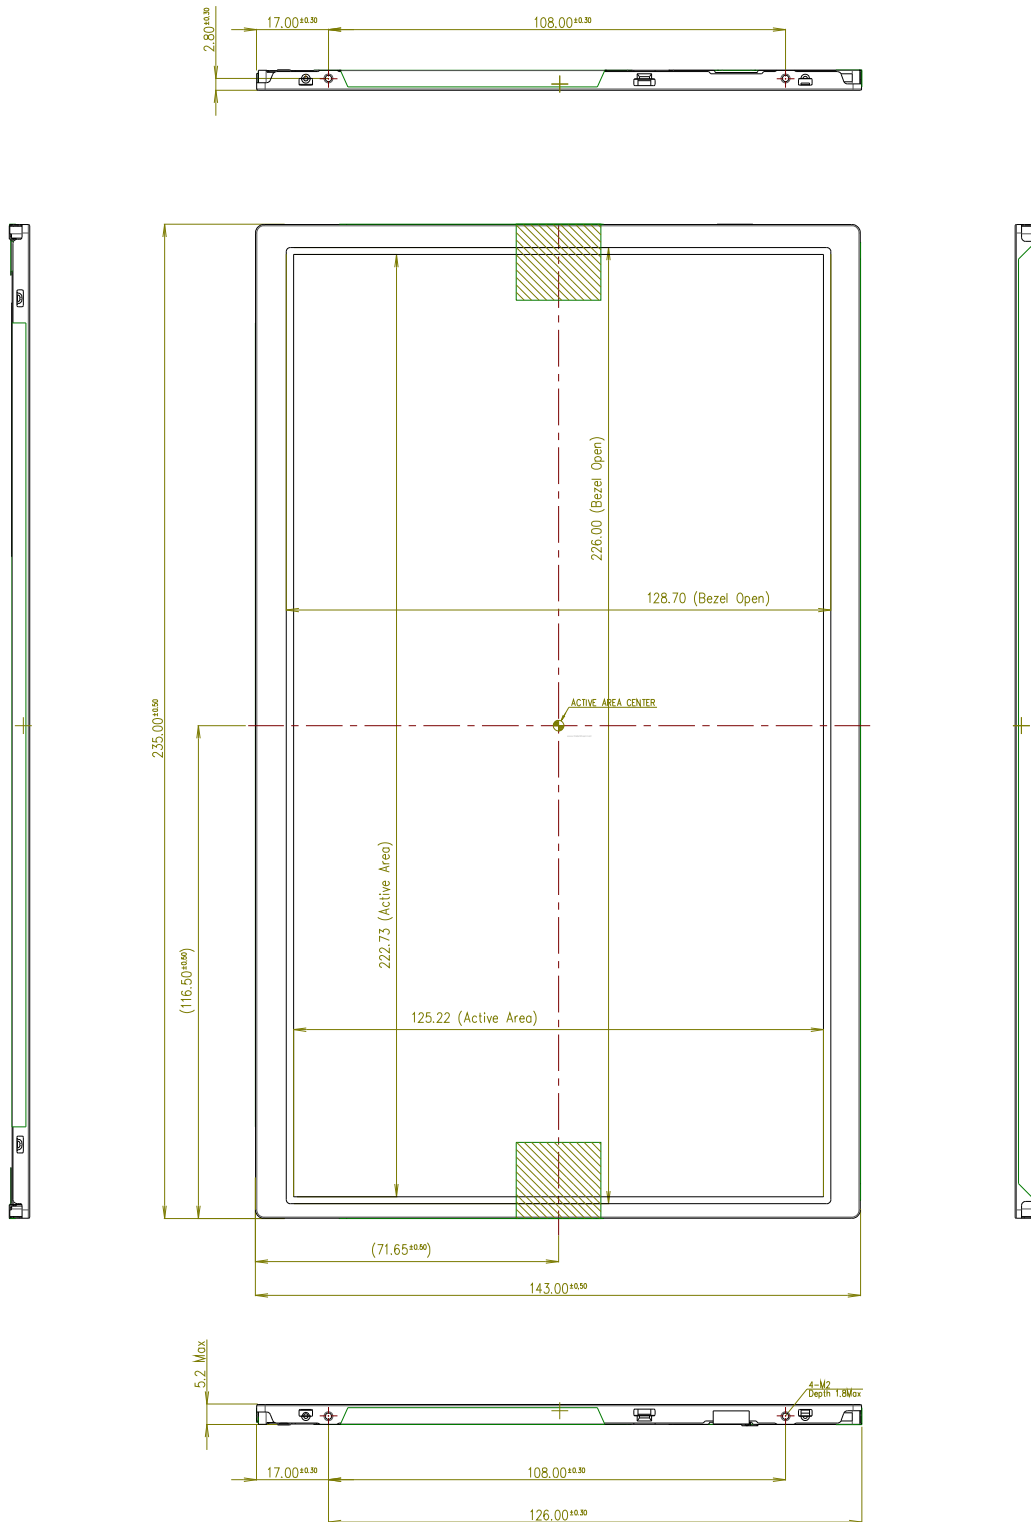 2.80±0.30
17.00±0.30
108.00±0.30
226.00 (Bezel Open)
128.70 (Bezel Open)
ACTIVE AREA CENTER
235.00±0.50
222.73 (Active Area)
(116.50±0.50)
125.22 (Active Area)
(71.65±0.50)
143.00±0.50
5.2 Max
4-M2
Depth 1.8Max
17.00±0.30
108.00±0.30
126.00±0.30